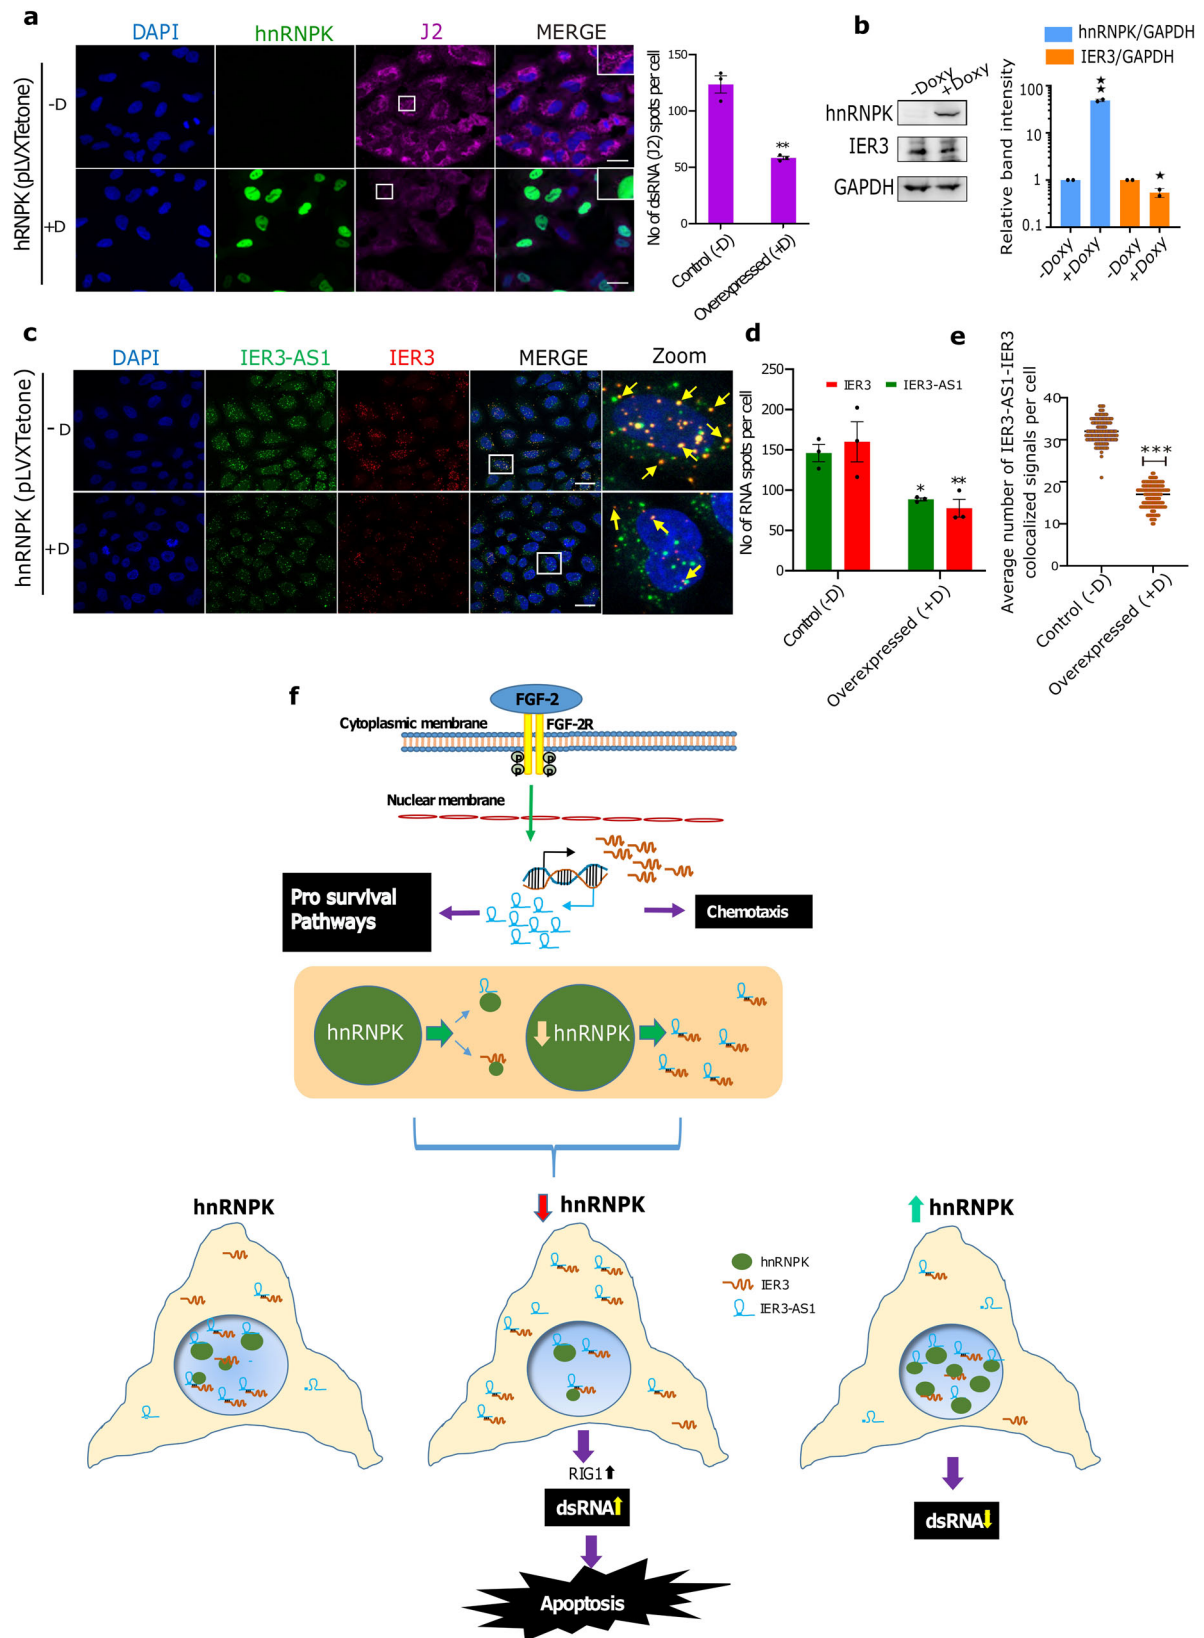 a
DAPI
hnRNPK
J2
MERGE
hRNPK (pLVXTetone)
-D
+D
No of dsRNA (J2) spots per cell
150
100
50
0
**
Control (-D)
Overexpressed (+D)
b
-Doxy
+Doxy
hnRNPK
IER3
GAPDH
hnRNPK/GAPDH
IER3/GAPDH
Relative band intensity
100
10
1
0.1
★
★
★
-Doxy
+Doxy
-Doxy
+Doxy
c
DAPI
IER3-AS1
IER3
MERGE
Zoom
hnRNPK (pLVXTetone)
- D
+ D
d
No of RNA spots per cell
250
200
150
100
50
0
IER3
IER3-AS1
*
**
Control (-D)
Overexpressed (+D)
e
Average number of IER3-AS1-IER3
colocalized signals per cell
40
30
20
10
0
***
Control (-D)
Overexpressed (+D)
f
FGF-2
Cytoplasmic membrane
FGF-2R
P
P
P
P
Nuclear membrane
Pro survival
Pathways
Chemotaxis
hnRNPK
hnRNPK
hnRNPK
hnRNPK
hnRNPK
hnRNPK
IER3
IER3-AS1
RIG1
dsRNA
dsRNA
Apoptosis